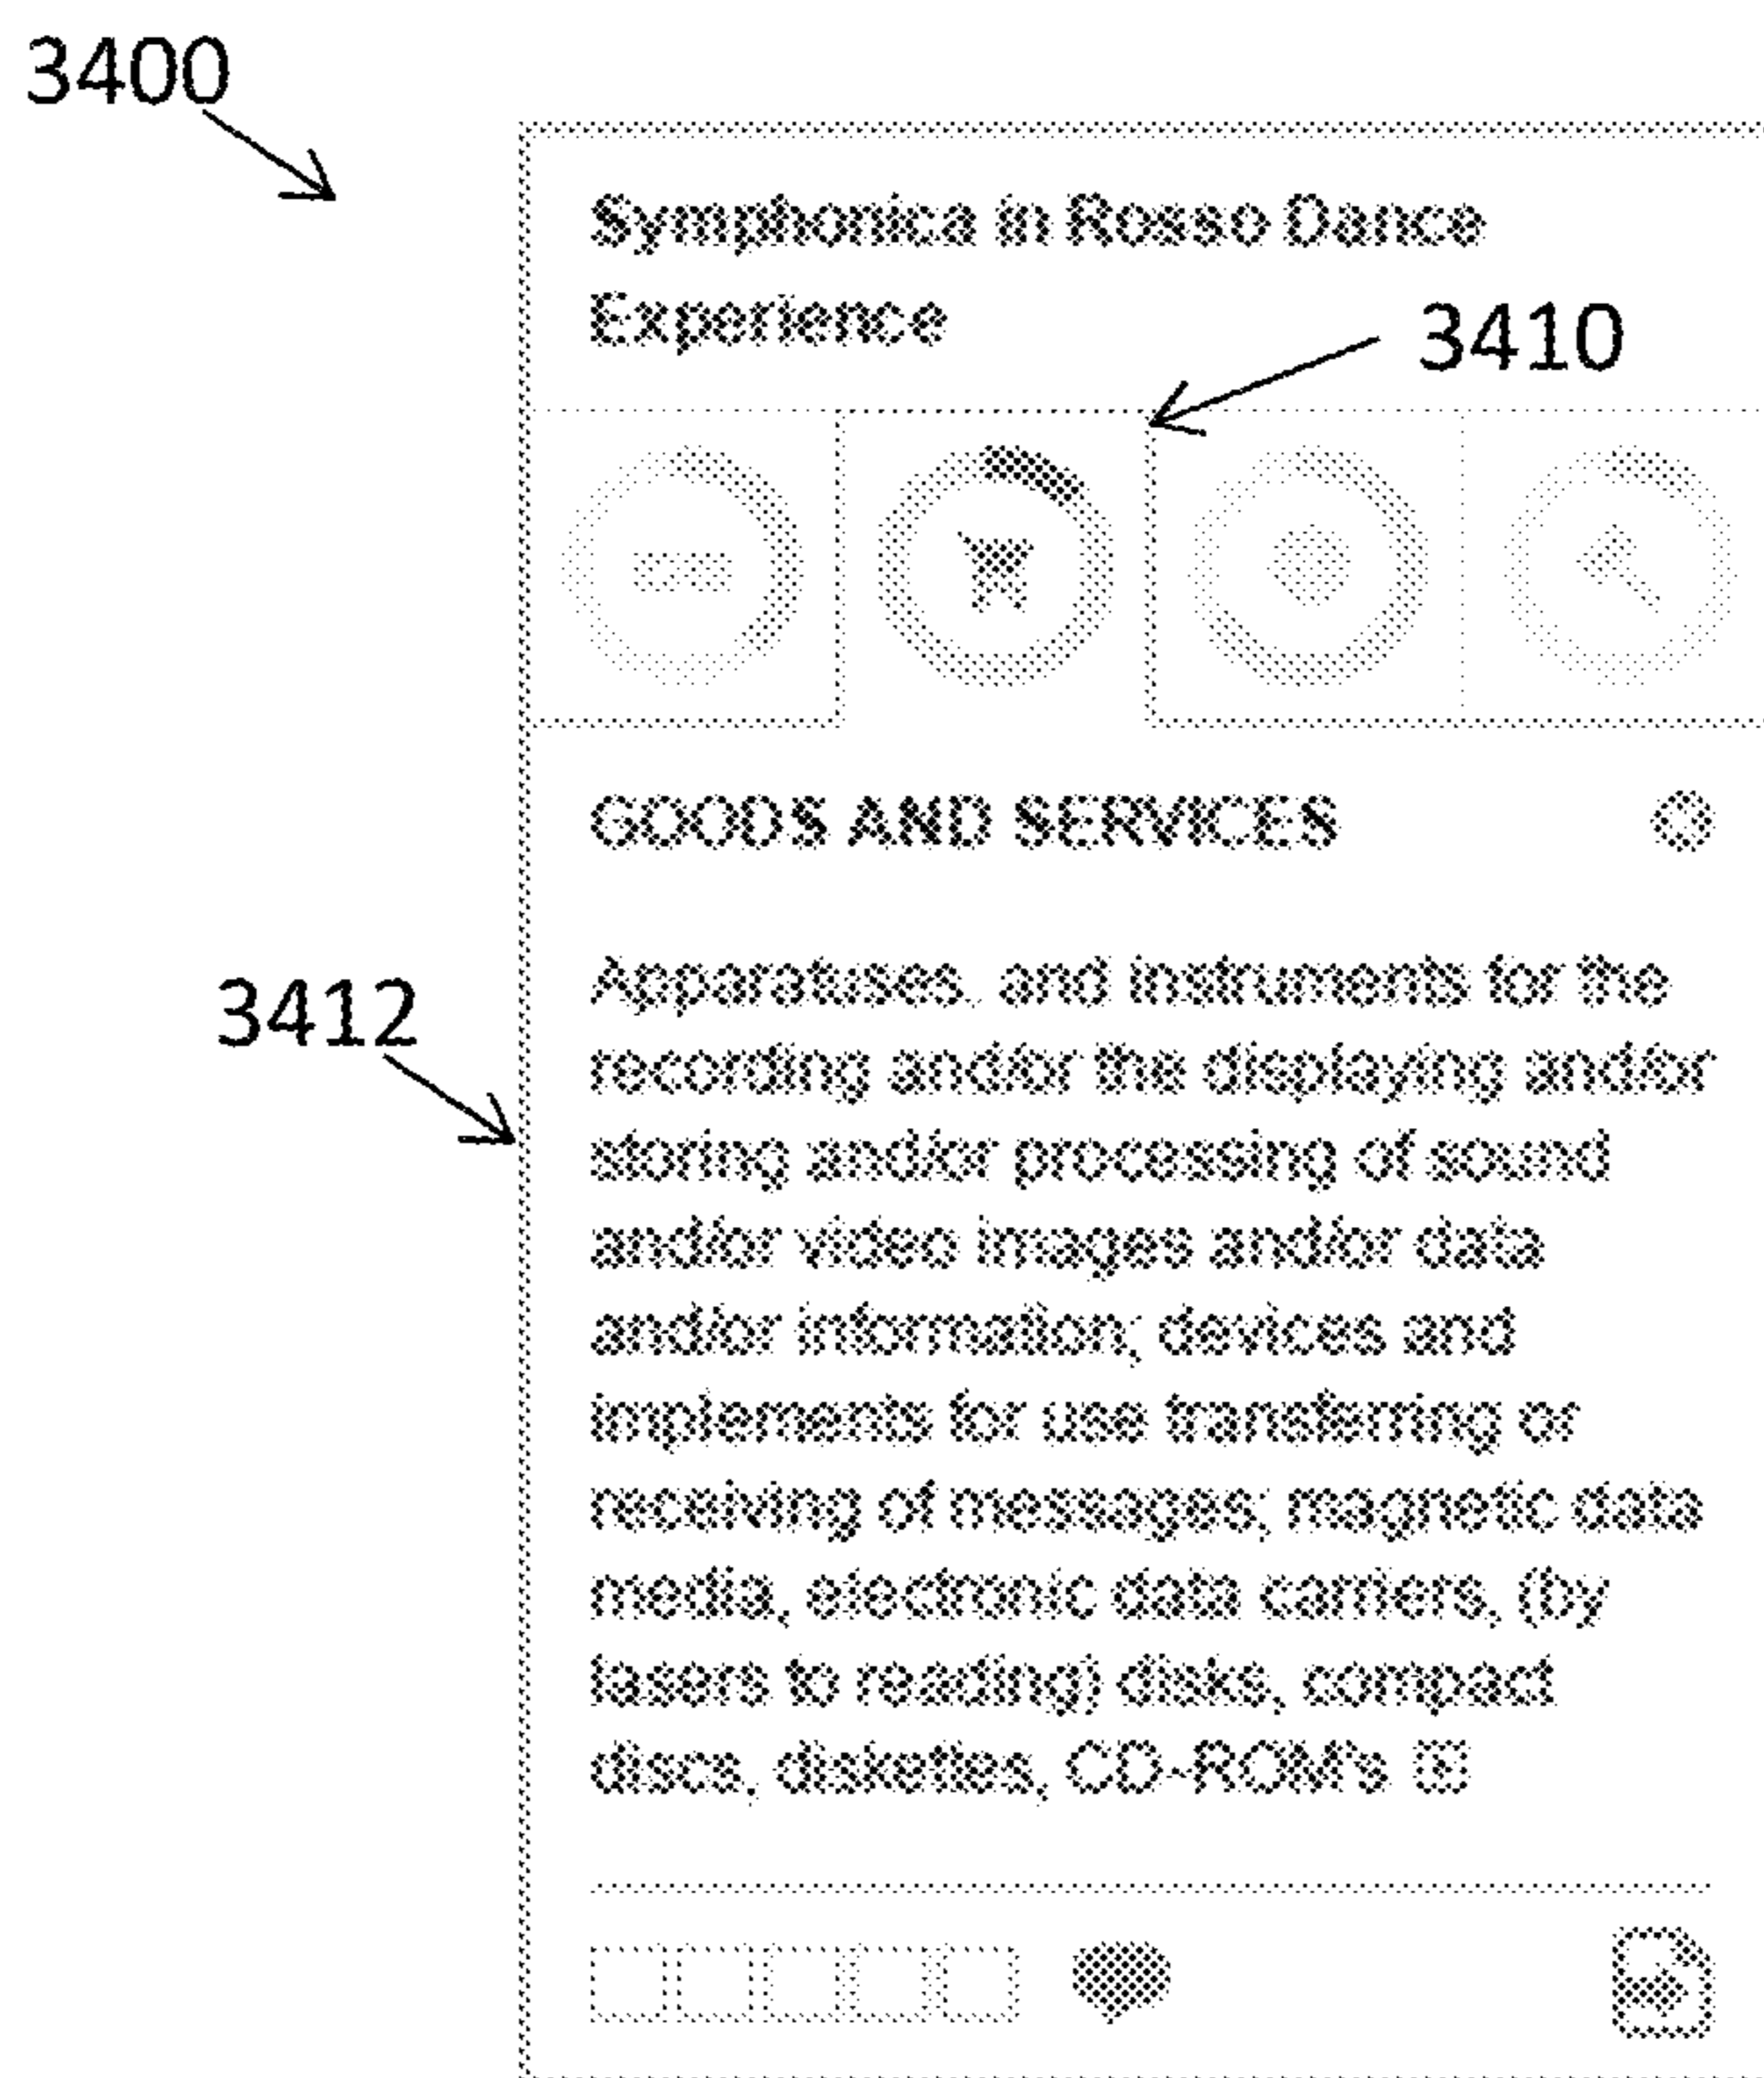 3400
Symphonica in Rosso Dance
Experience
3410
GOODS AND SERVICES
3412
Apparatuses, and instruments for the
recording and/or the displaying and/or
storing and/or processing of sound
and/or video images and/or data
and/or information; devices and
implements for use transferring or
receiving of messages; magnetic data
media, electronic data carriers, (by
lasers to reading) disks, compact
discs, diskettes, CD-ROM's